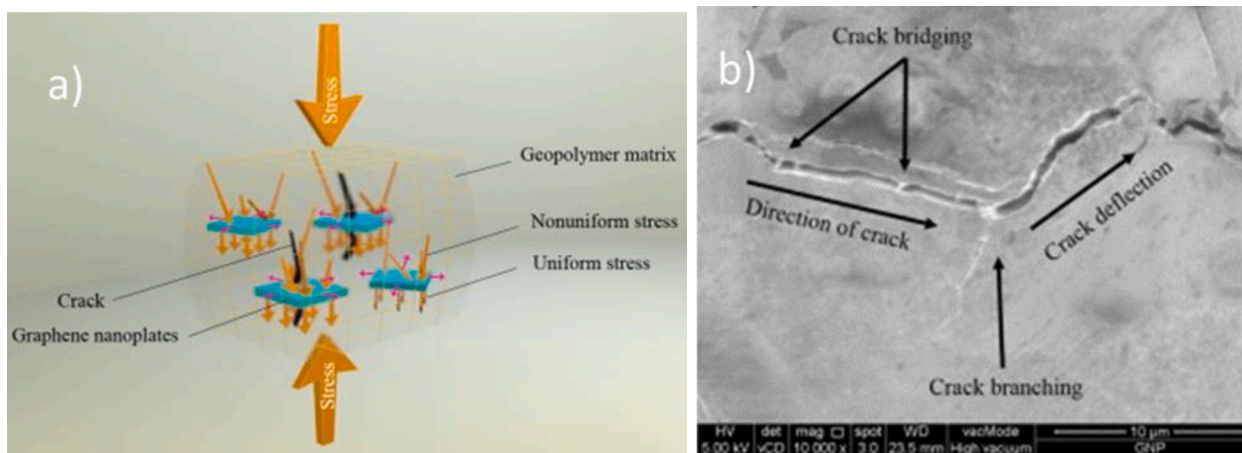 a)
Stress
Geopolymer matrix
Nonuniform stress
Uniform stress
Crack
Graphene nanoplates
Stress
b)
Crack bridging
Direction of crack
Crack deflection
Crack branching
HV det mag spot WD vacMode 10 µm
5.00 kV vCD 10 000 x 3.0 23.5 mm High vacuum GNP